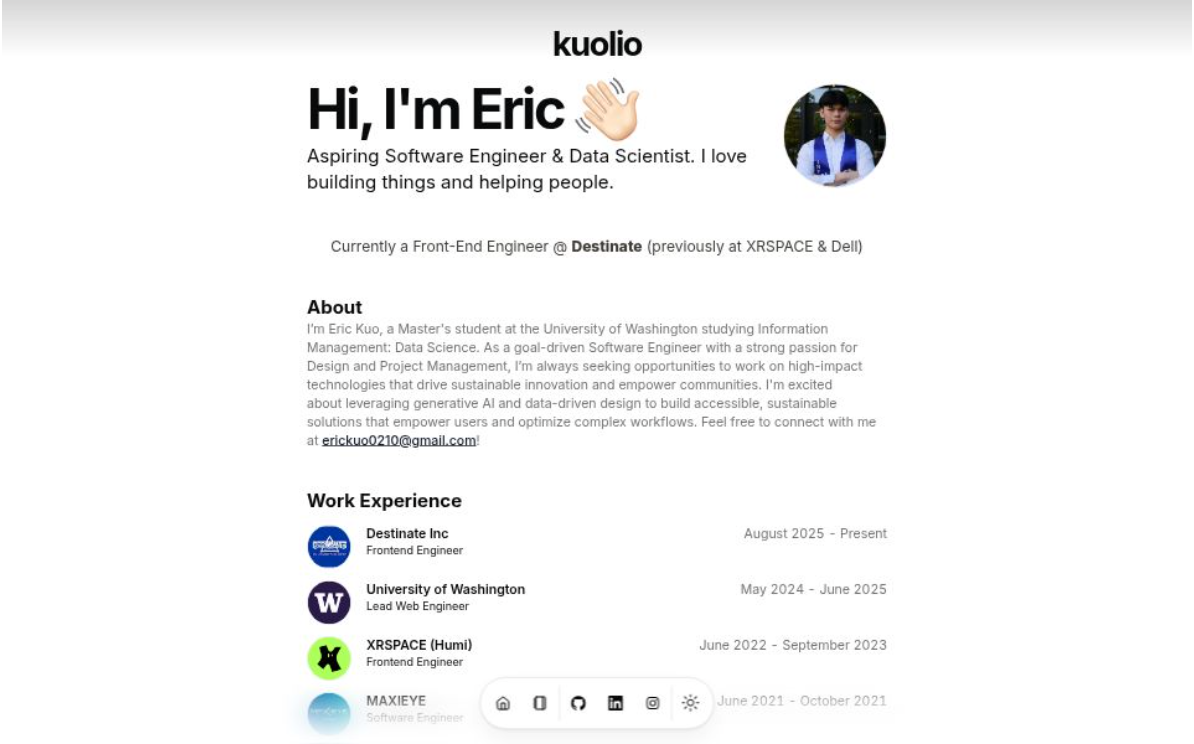 kuolio
Hi, I'm Eric 👋🏻
Aspiring Software Engineer & Data Scientist. I love
building things and helping people.
Currently a Front-End Engineer @ Destinate (previously at XRSPACE & Dell)
About
I'm Eric Kuo, a Master's student at the University of Washington studying Information
Management: Data Science. As a goal-driven Software Engineer with a strong passion for
Design and Project Management, I'm always seeking opportunities to work on high-impact
technologies that drive sustainable innovation and empower communities. I'm excited
about leveraging generative AI and data-driven design to build accessible, sustainable
solutions that empower users and optimize complex workflows. Feel free to connect with me
at erickuo0210@gmail.com!
Work Experience
Destinate Inc
August 2025 - Present
Frontend Engineer
W
University of Washington
May 2024 - June 2025
Lead Web Engineer
XRSPACE (Humi)
June 2022 - September 2023
Frontend Engineer
MAXIEYE
June 2021 - October 2021
Software Engineer
in